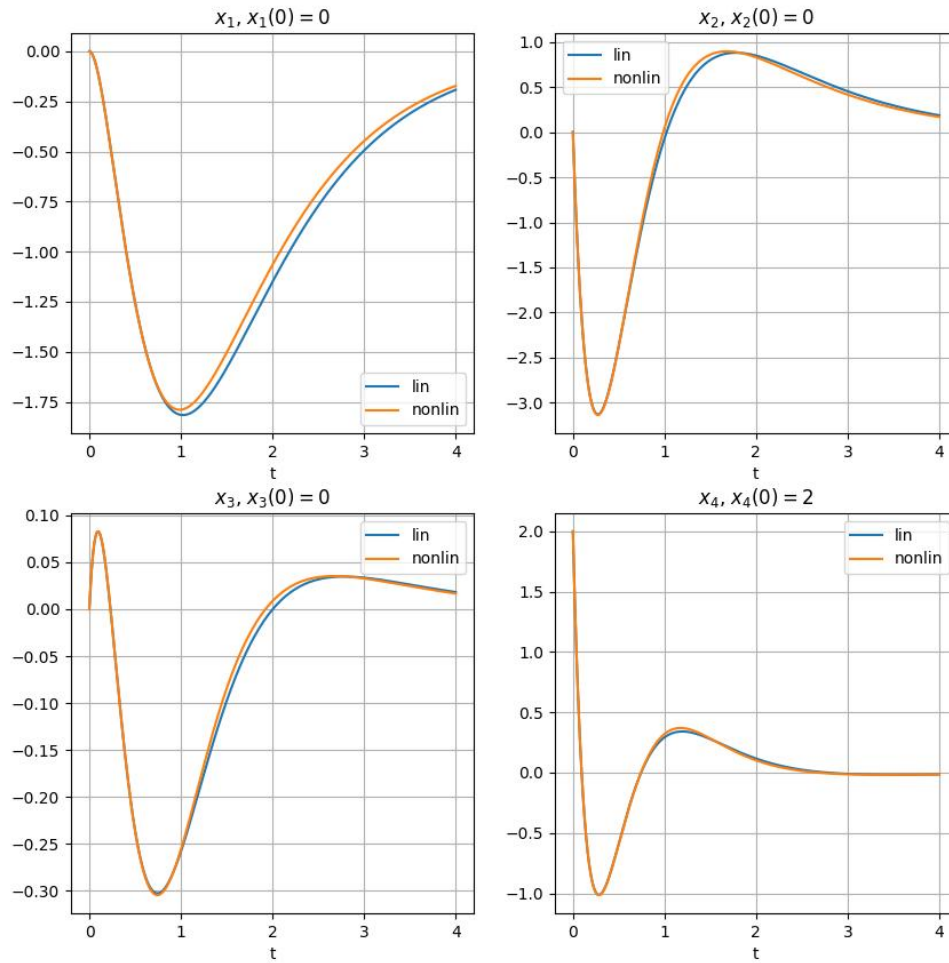 x₁, x₁(0) = 0
0.00
−0.25
−0.50
−0.75
−1.00
−1.25
−1.50
−1.75
lin
nonlin
0 1 2 3 4
t
x₂, x₂(0) = 0
lin
nonlin
1.0
0.5
0.0
−0.5
−1.0
−1.5
−2.0
−2.5
−3.0
0 1 2 3 4
t
x₃, x₃(0) = 0
lin
nonlin
0.10
0.05
0.00
−0.05
−0.10
−0.15
−0.20
−0.25
−0.30
0 1 2 3 4
t
x₄, x₄(0) = 2
lin
nonlin
2.0
1.5
1.0
0.5
0.0
−0.5
−1.0
0 1 2 3 4
t